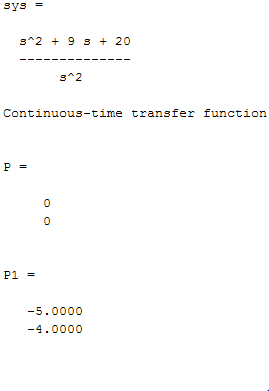 sys =
s^2 + 9 s + 20
--------------
s^2
Continuous-time transfer function
P =
0
0
P1 =
-5.0000
-4.0000